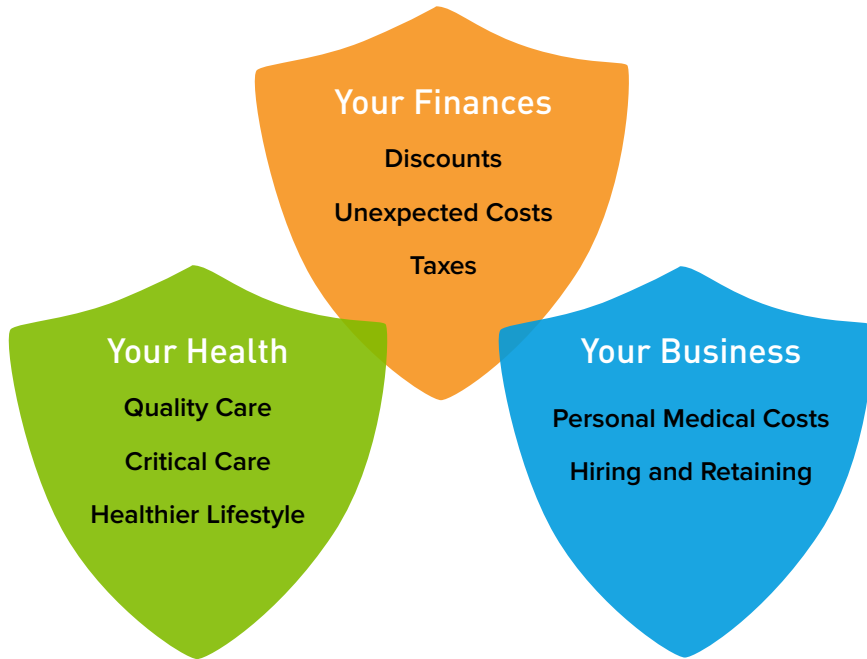 Your Finances
Discounts
Unexpected Costs
Taxes
Your Health
Quality Care
Critical Care
Healthier Lifestyle
Your Business
Personal Medical Costs
Hiring and Retaining